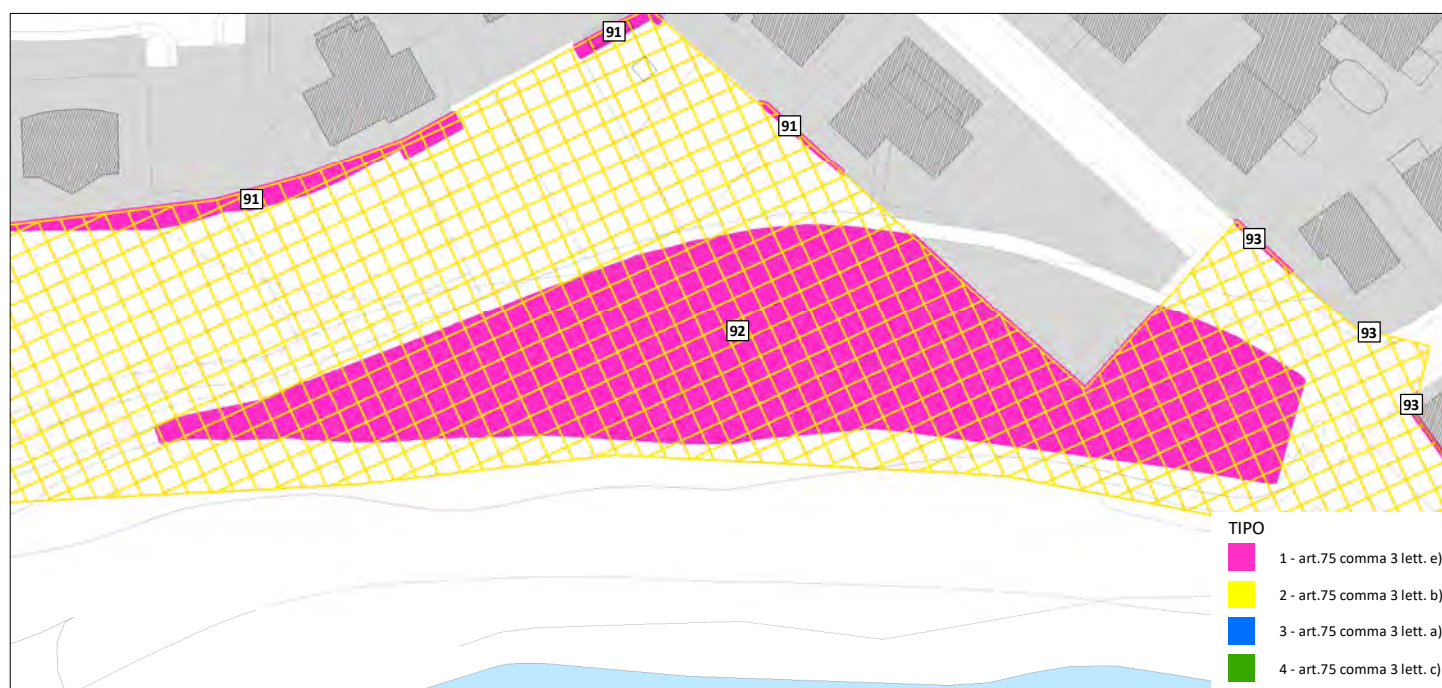 91
91
91
93
92
93
93
TIPO
1 - art.75 comma 3 lett. e)
2 - art.75 comma 3 lett. b)
3 - art.75 comma 3 lett. a)
4 - art.75 comma 3 lett. c)